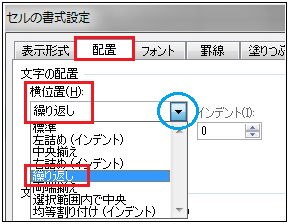 セルの書式設定
表示形式 配置 フォント 罫線 塗りつぶ
文字の配置
横位置(H):
繰り返し インデント(I):
0
標準
左詰め (インデント)
中央揃え
右詰め (インデント)
繰り返し
両端揃え
選択範囲内で中央
均等割り付け (インデント)